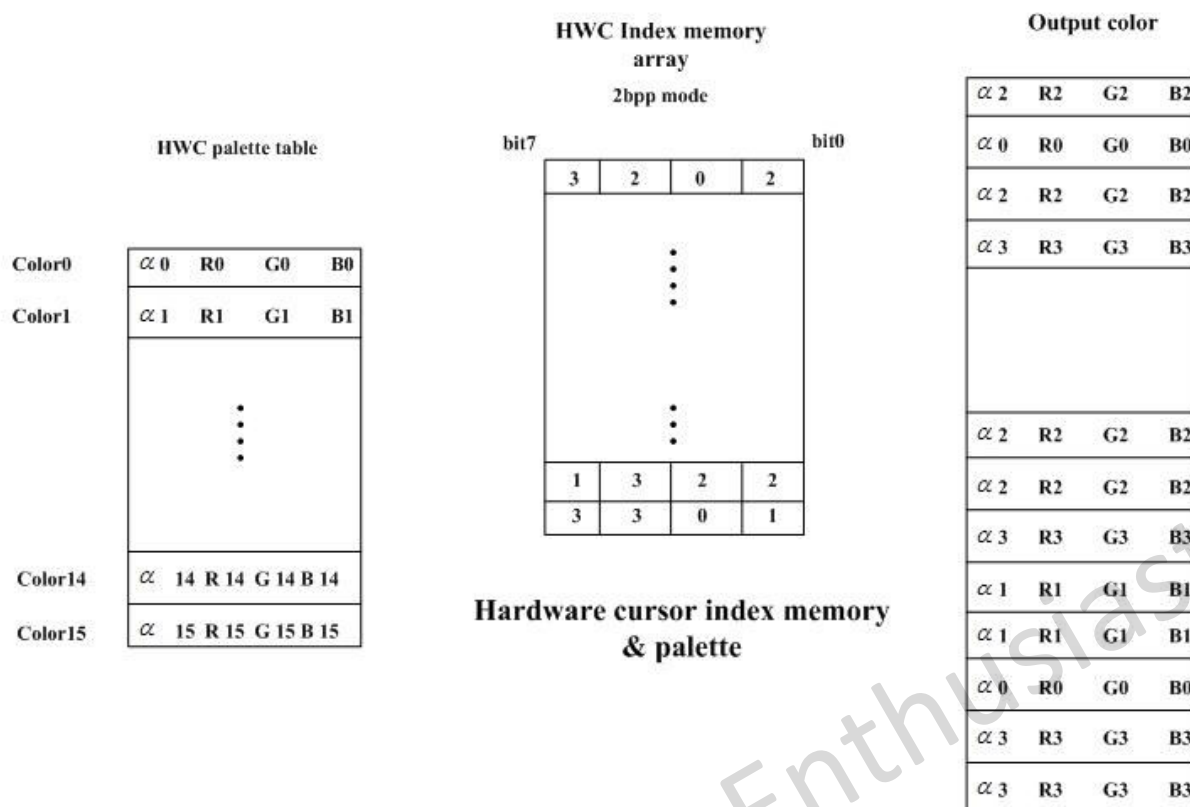 HWC palette table
Color0 α 0 R0 G0 B0
Color1 α 1 R1 G1 B1
Color14 α 14 R 14 G 14 B 14
Color15 α 15 R 15 G 15 B 15
HWC Index memory
array
2bpp mode
bit7 bit0
3 2 0 2
1 3 2 2
3 3 0 1
Hardware cursor index memory
& palette
Output color
α 2 R2 G2 B2
α 0 R0 G0 B0
α 2 R2 G2 B2
α 3 R3 G3 B3
α 2 R2 G2 B2
α 2 R2 G2 B2
α 3 R3 G3 B3
α 1 R1 G1 B1
α 1 R1 G1 B1
α 0 R0 G0 B0
α 3 R3 G3 B3
α 3 R3 G3 B3
Enthusiast